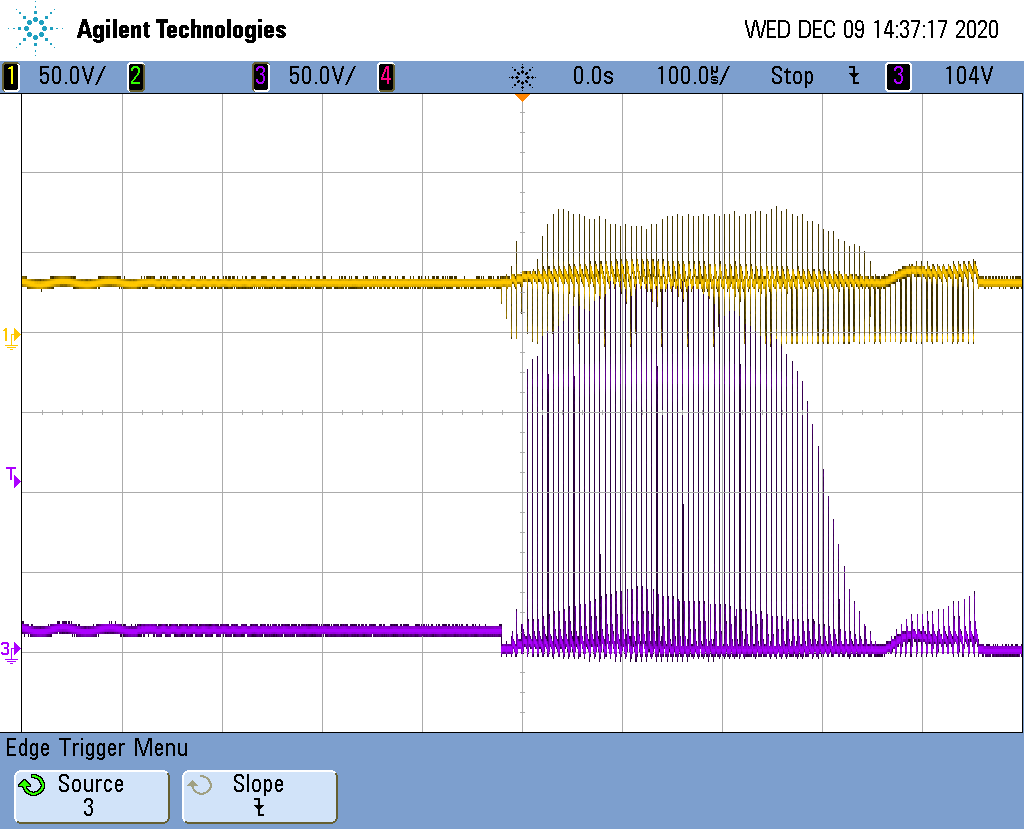 Agilent Technologies
WED DEC 09 14:37:17 2020
1 50.0V/ 2 3 50.0V/ 4 0.0s 100.0㎲/ Stop 3 104V
1
T
3
Edge Trigger Menu
Source
3
Slope